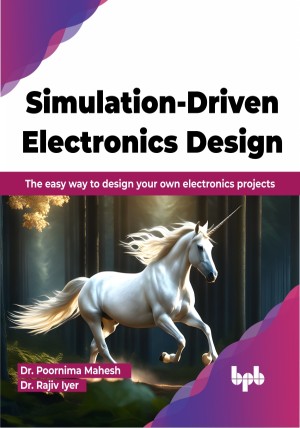 Simulation-Driven
Electronics Design
The easy way to design your own electronics projects
Dr. Poornima Mahesh
Dr. Rajiv Iyer
bpb